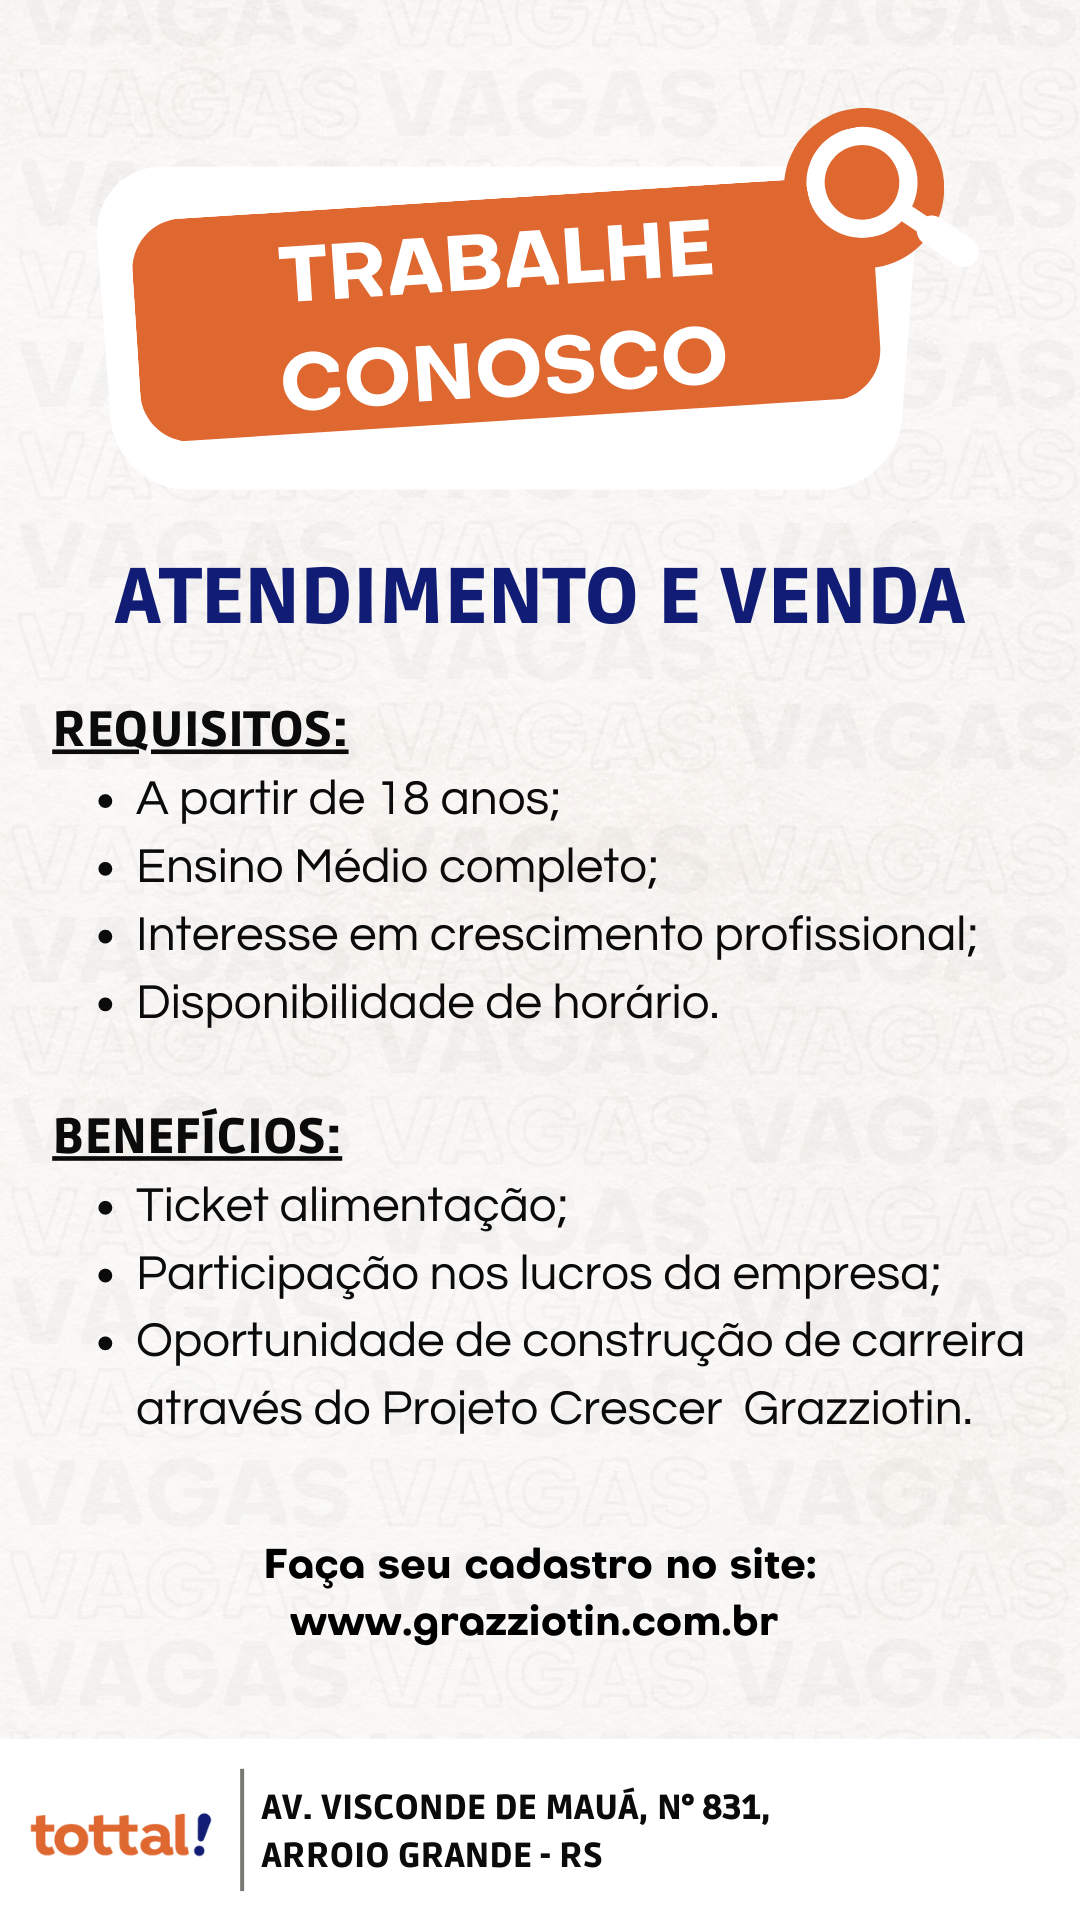 TRABALHE
CONOSCO
ATENDIMENTO E VENDA
REQUISITOS:
• A partir de 18 anos;
• Ensino Médio completo;
• Interesse em crescimento profissional;
• Disponibilidade de horário.
BENEFÍCIOS:
• Ticket alimentação;
• Participação nos lucros da empresa;
• Oportunidade de construção de carreira
através do Projeto Crescer  Grazziotin.
Faça seu cadastro no site:
www.grazziotin.com.br
tottal!
AV. VISCONDE DE MAUÁ, Nº 831,
ARROIO GRANDE - RS